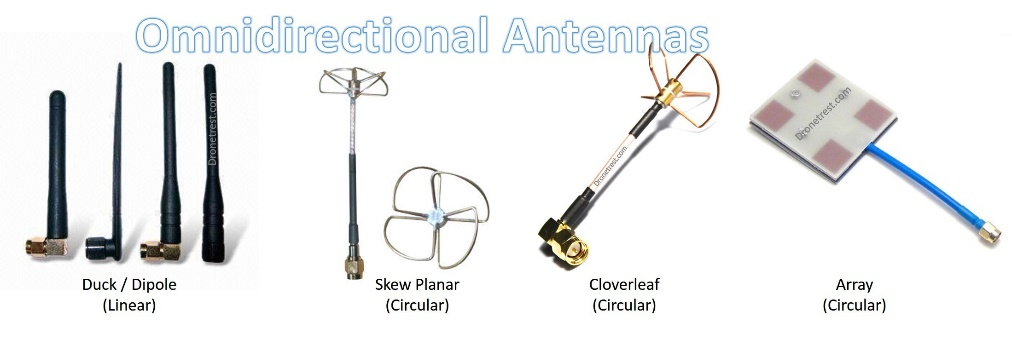 Omnidirectional Antennas
Dronetrest.com
Dronetrest.com
Dronetrest.com
Duck / Dipole
(Linear)
Skew Planar
(Circular)
Cloverleaf
(Circular)
Array
(Circular)